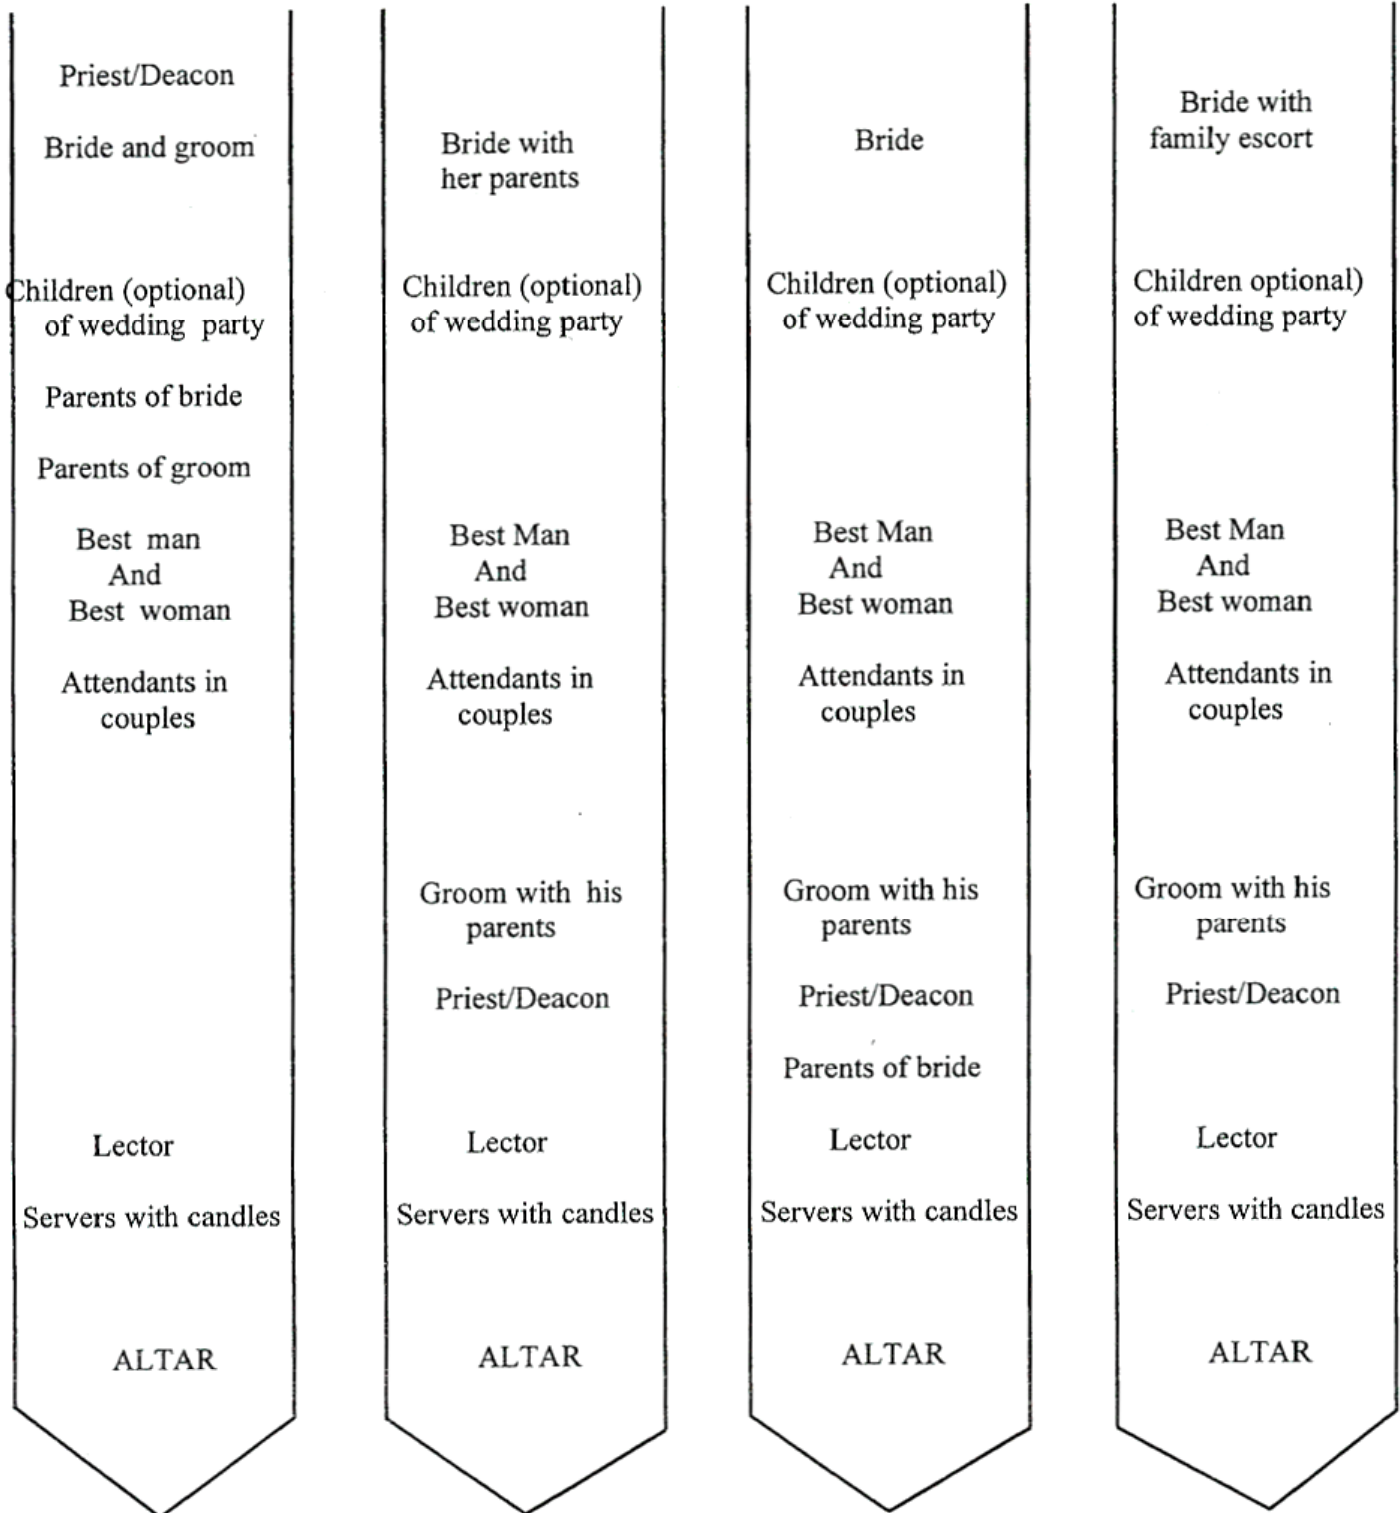 Priest/Deacon
Bride and groom
Children (optional)
of wedding party
Parents of bride
Parents of groom
Best man
And
Best woman
Attendants in
couples
Lector
Servers with candles
ALTAR
Bride with
her parents
Children (optional)
of wedding party
Best Man
And
Best woman
Attendants in
couples
Groom with his
parents
Priest/Deacon
Lector
Servers with candles
ALTAR
Bride
Children (optional)
of wedding party
Best Man
And
Best woman
Attendants in
couples
Groom with his
parents
Priest/Deacon
Parents of bride
Lector
Servers with candles
ALTAR
Bride with
family escort
Children optional)
of wedding party
Best Man
And
Best woman
Attendants in
couples
Groom with his
parents
Priest/Deacon
Lector
Servers with candles
ALTAR